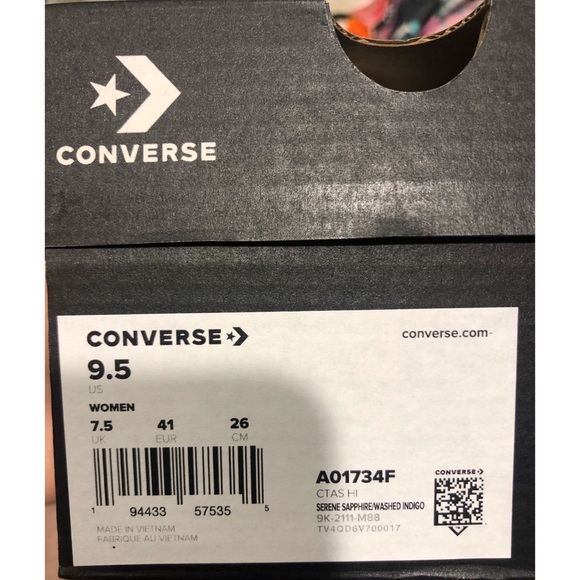 CONVERSE
CONVERSE
converse.com
9.5
US
WOMEN
7.5 41 26
UK EUR CM
1 94433 57535 5
A01734F
CTAS HI
SERENE SAPPHIRE/WASHED INDIGO
9K-2111-M88
TV4QD6V700017
CONVERSE
MADE IN VIETNAM
FABRIQUE AU VIETNAM